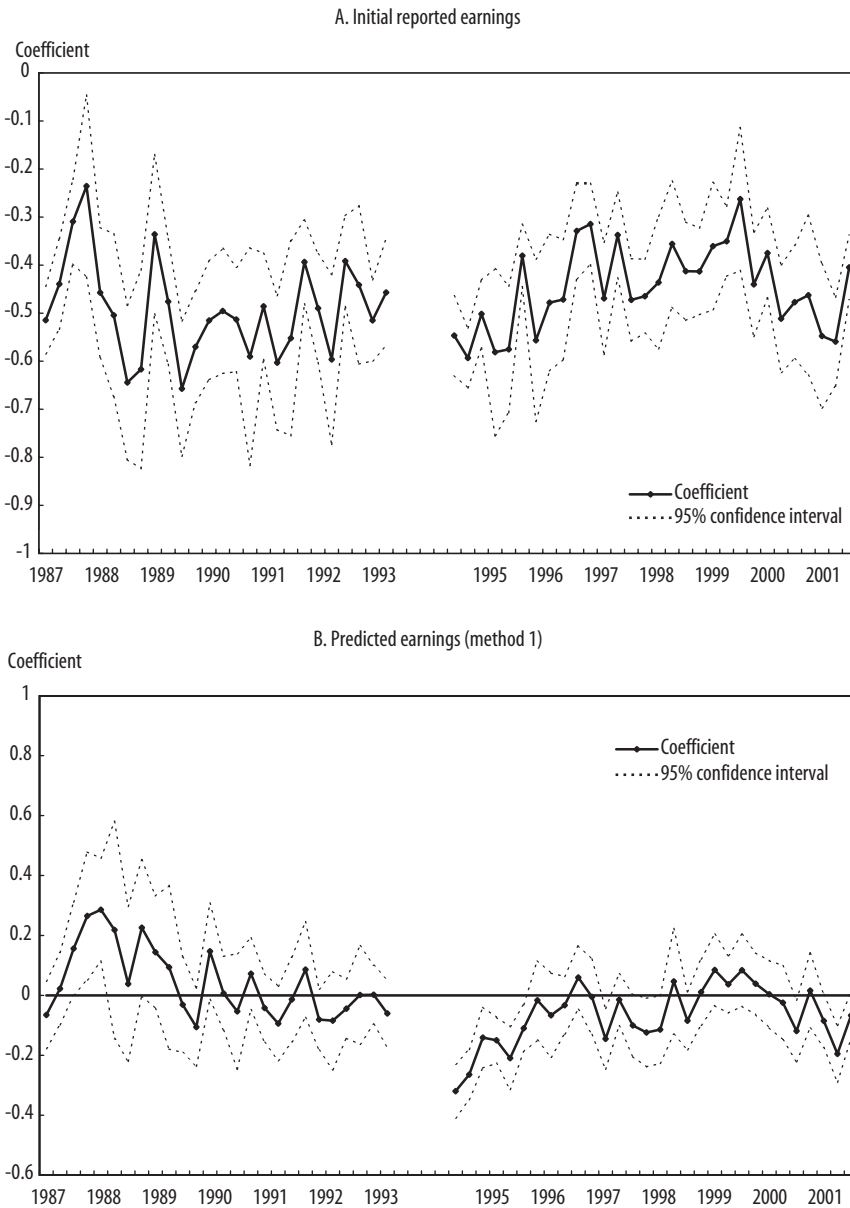 A. Initial reported earnings
Coefficient
0
-0.1
-0.2
-0.3
-0.4
-0.5
-0.6
-0.7
-0.8
-0.9
-1
Coefficient
95% confidence interval
1987 1988 1989 1990 1991 1992 1993 1995 1996 1997 1998 1999 2000 2001
B. Predicted earnings (method 1)
Coefficient
1
0.8
0.6
0.4
0.2
0
-0.2
-0.4
-0.6
Coefficient
95% confidence interval
1987 1988 1989 1990 1991 1992 1993 1995 1996 1997 1998 1999 2000 2001